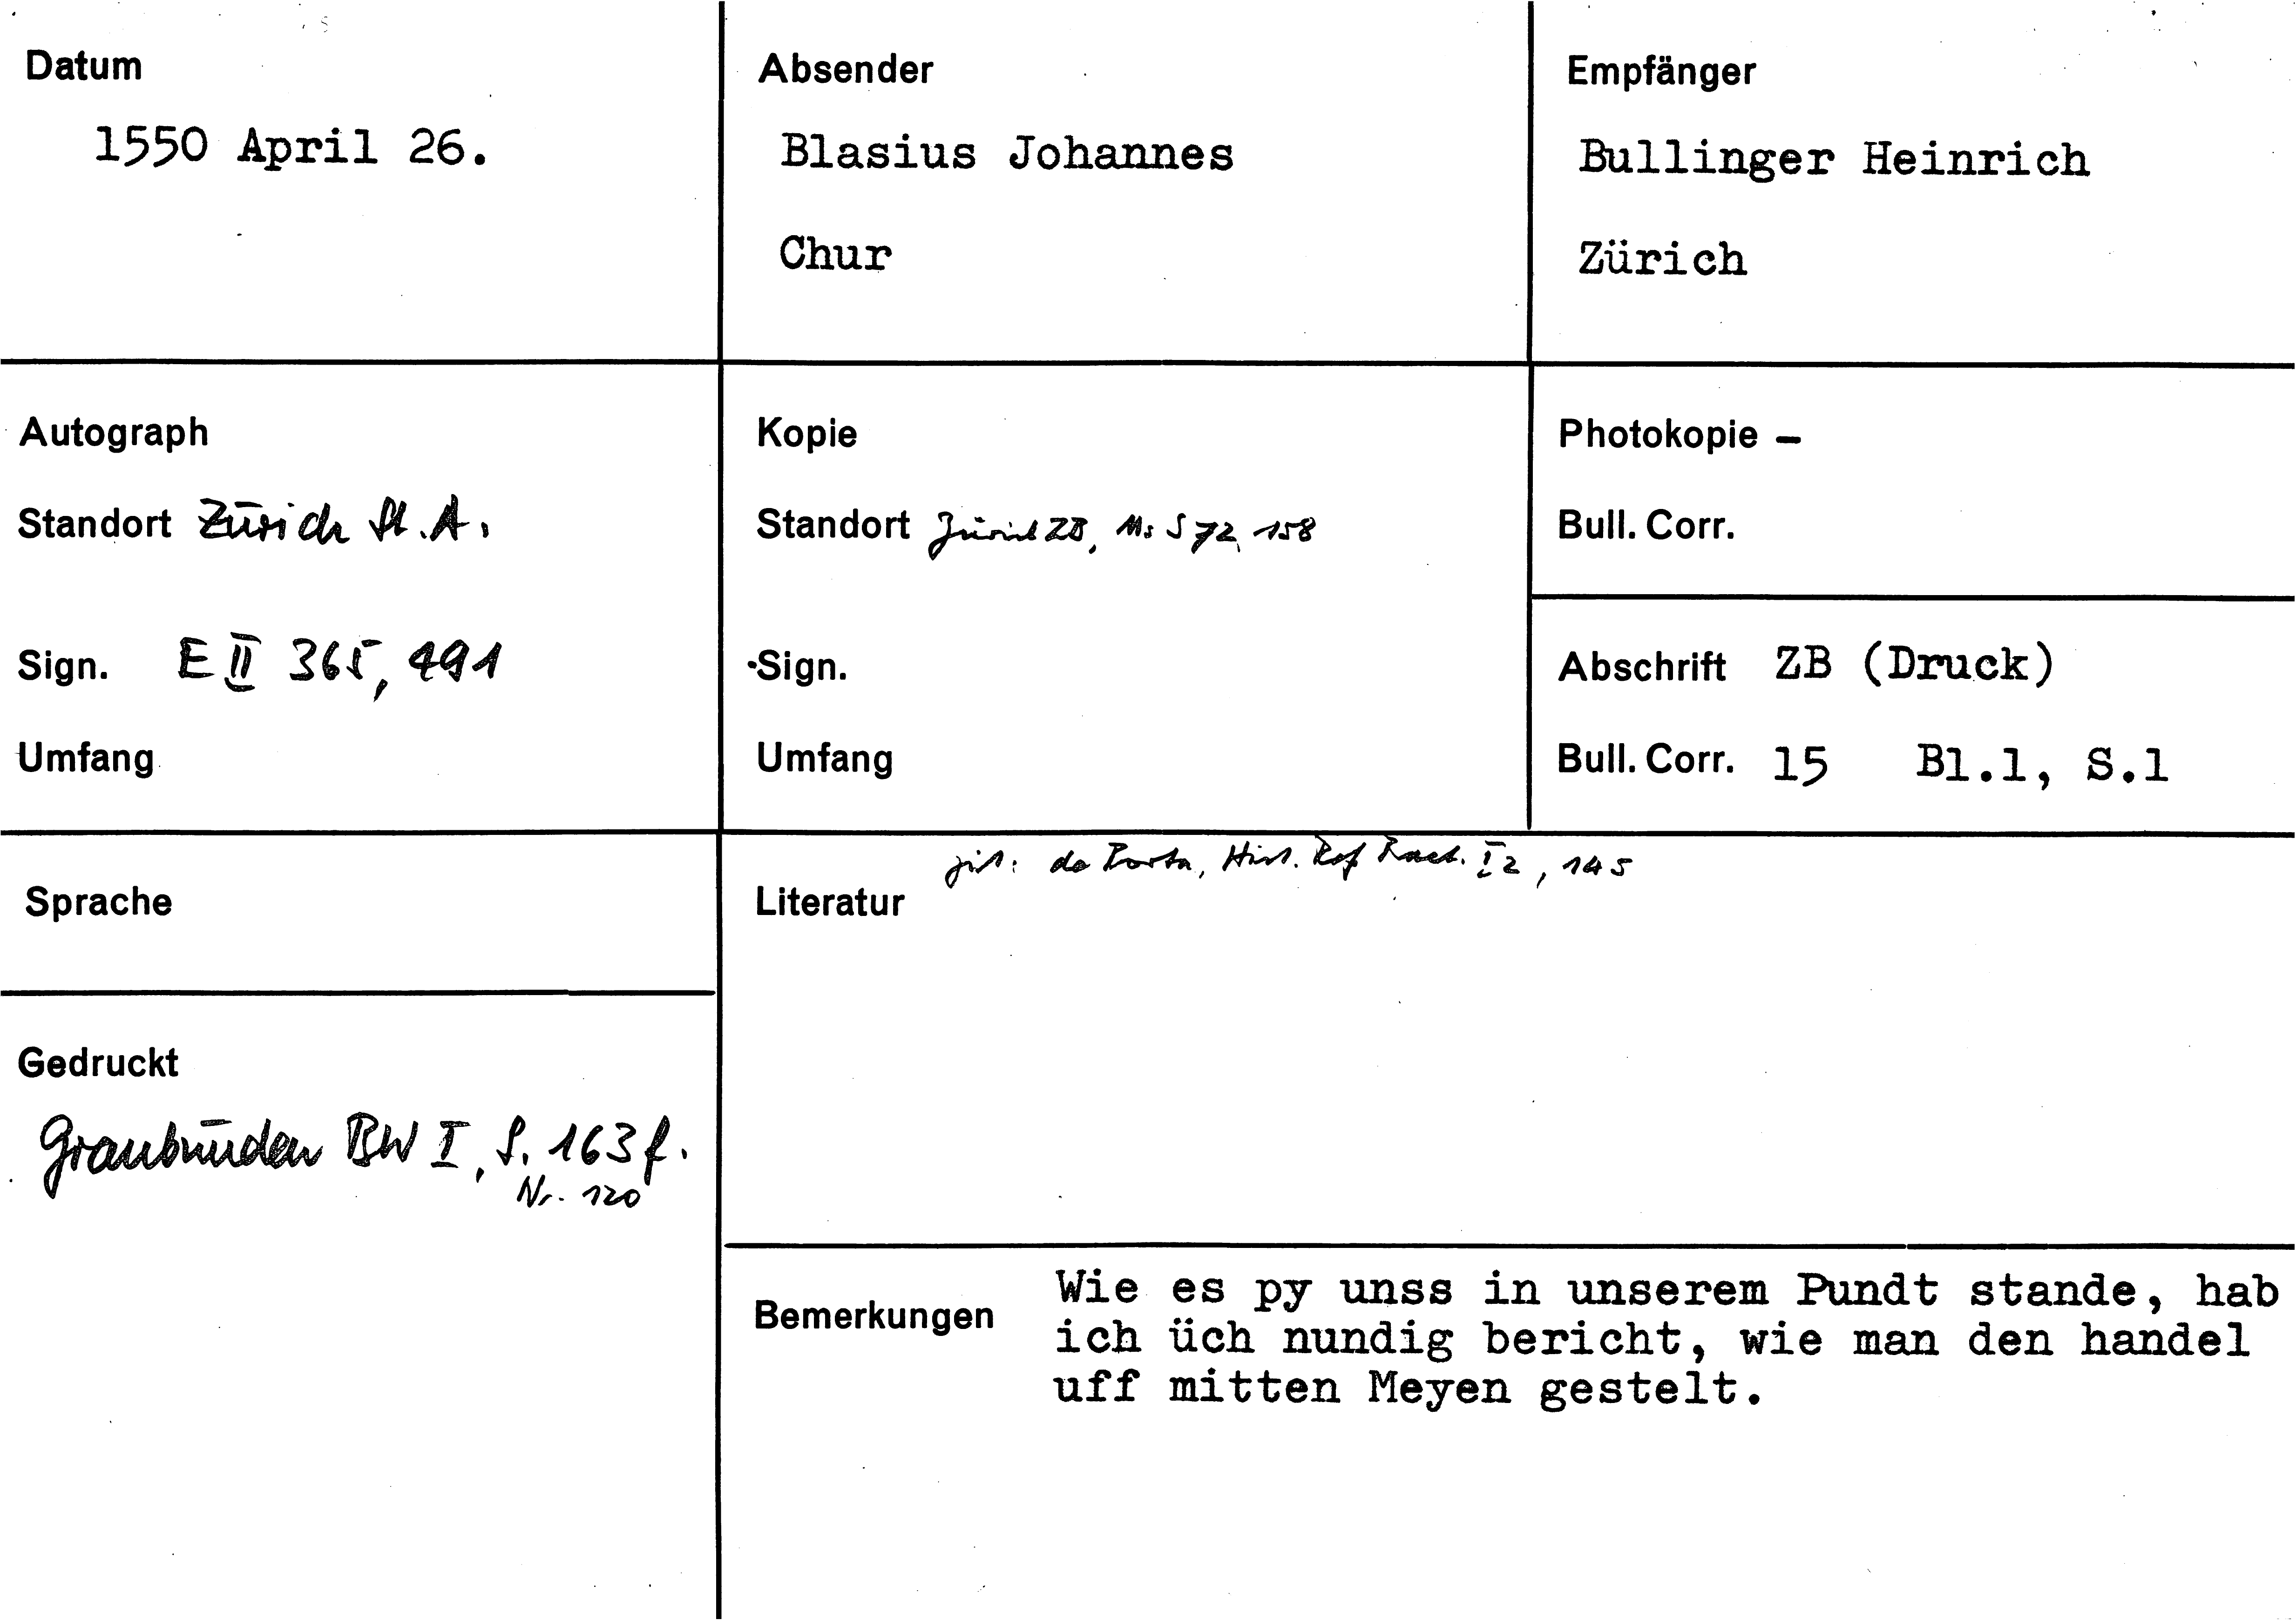 Datum
1550 April 26.
Absender
Blasius Johannes
Chur
Empfänger
Bullinger Heinrich
Zürich
Autograph
Standort Zürich St.A.
Sign. E II 365, 491
Umfang
Kopie
Standort Zürich ZB, Ms S 72, 158
Sign.
Umfang
Photokopie –
Bull. Corr.
Abschrift ZB (Druck)
Bull. Corr. 15 Bl.1, S.1
Sprache
Gedruckt
Graubünden BW I, S. 163 f.
Nr. 120
zit: de Porta, Hist. Ref Raet. I 2, 145
Literatur
Bemerkungen
Wie es py unss in unserem Pundt stande, hab
ich üch nundig bericht, wie man den handel
uff mitten Meyen gestelt.